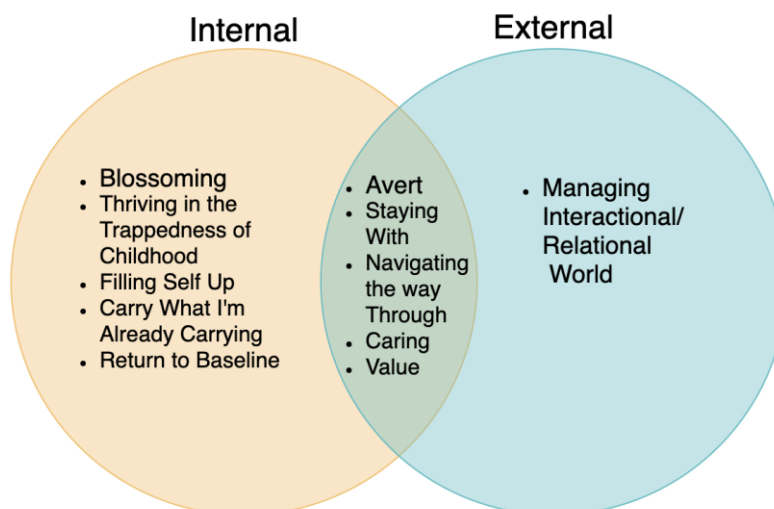 Internal
External
• Blossoming
• Thriving in the
Trappedness of
Childhood
• Filling Self Up
• Carry What I'm
Already Carrying
• Return to Baseline
• Avert
• Staying
With
• Navigating
the way
Through
• Caring
• Value
• Managing
Interactional/
Relational
World